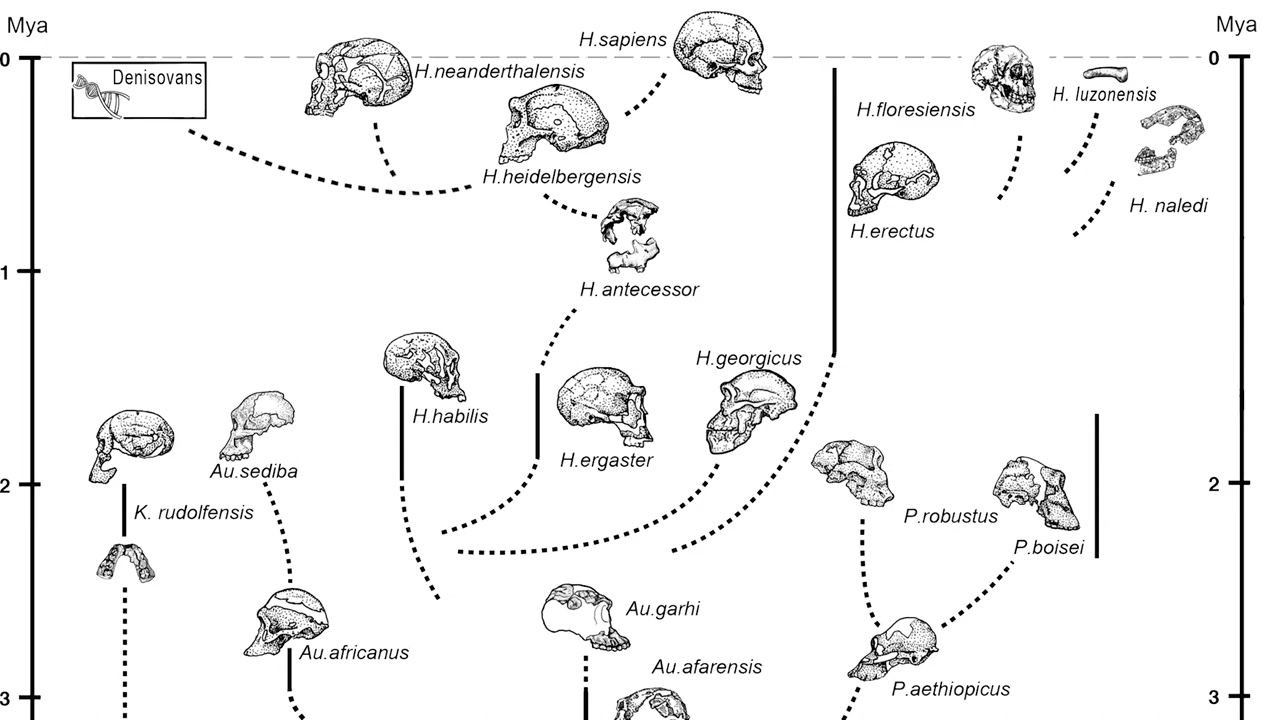 Mya
Mya
0
0
H.sapiens
Denisovans
H.neanderthalensis
H.floresiensis
H. luzonensis
H.heidelbergensis
H. naledi
H.erectus
1
H.antecessor
H.georgicus
H.habilis
H.ergaster
Au.sediba
2
2
K. rudolfensis
P.robustus
P.boisei
Au.garhi
Au.africanus
Au.afarensis
P.aethiopicus
3
3